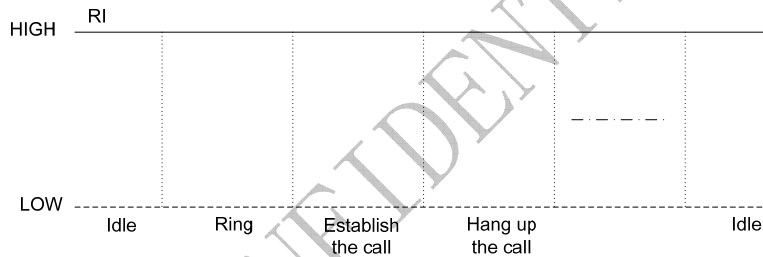 RI
HIGH
LOW
Idle
Ring
Establish
the call
Hang up
the call
Idle